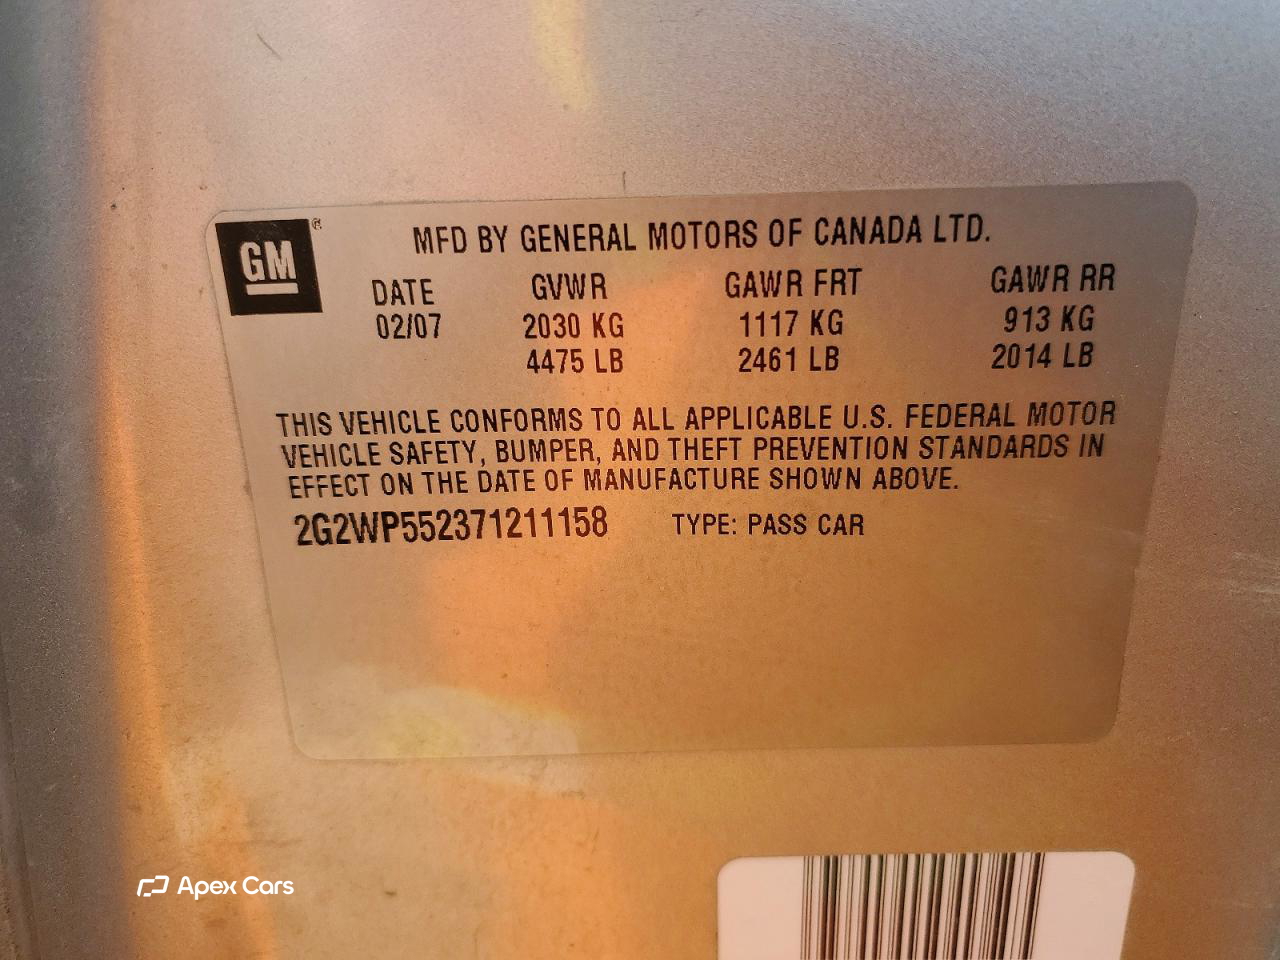 GM ®
MFD BY GENERAL MOTORS OF CANADA LTD.
DATE GVWR GAWR FRT GAWR RR
02/07 2030 KG 1117 KG 913 KG
4475 LB 2461 LB 2014 LB
THIS VEHICLE CONFORMS TO ALL APPLICABLE U.S. FEDERAL MOTOR
VEHICLE SAFETY, BUMPER, AND THEFT PREVENTION STANDARDS IN
EFFECT ON THE DATE OF MANUFACTURE SHOWN ABOVE.
2G2WP552371211158 TYPE: PASS CAR
Apex Cars